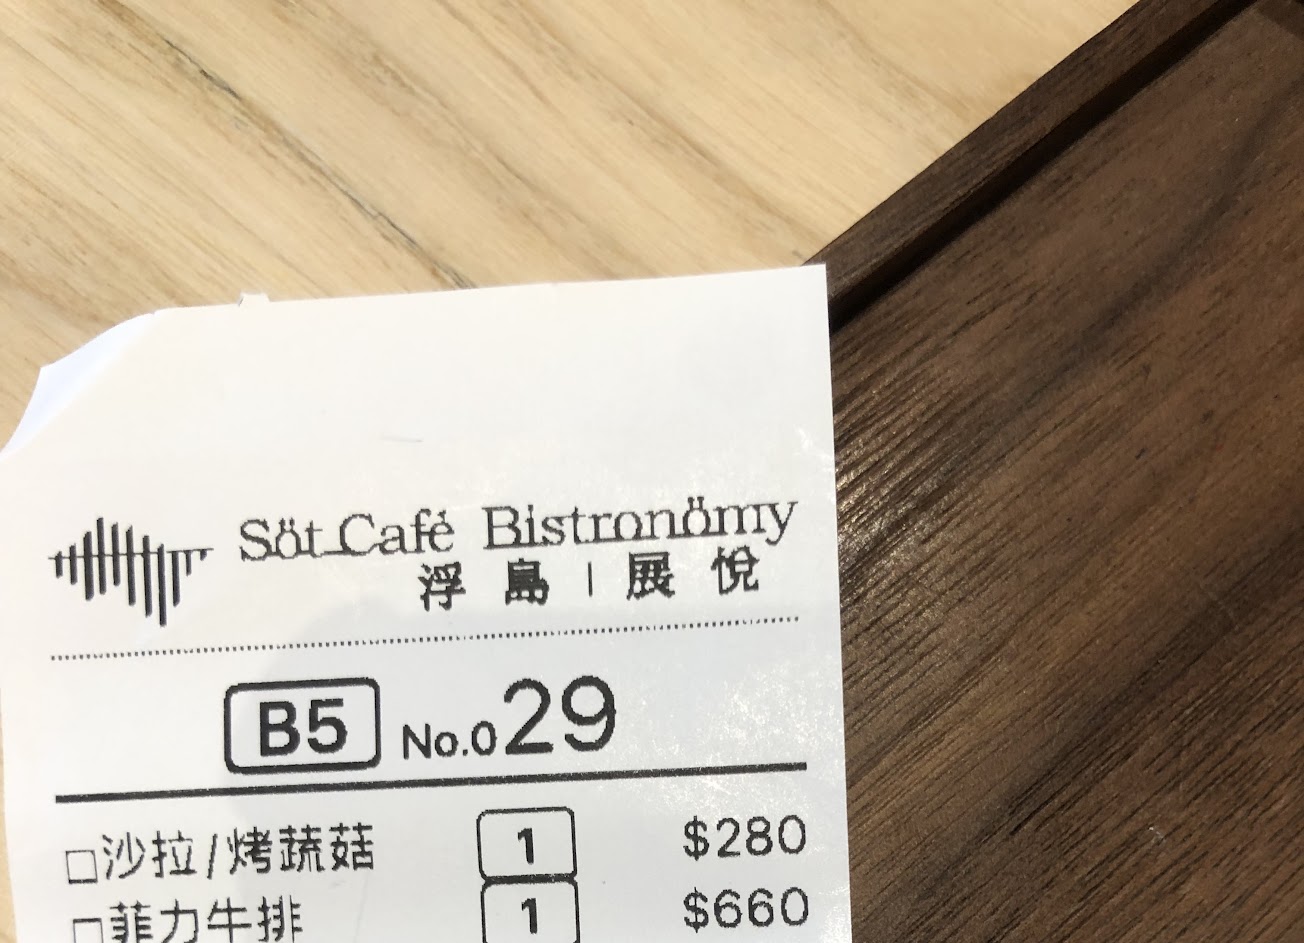 Söt Café Bistronömy
浮島|展悅
B5 No.029
□沙拉/烤蔬菇 1 $280
□菲力牛排 1 $660